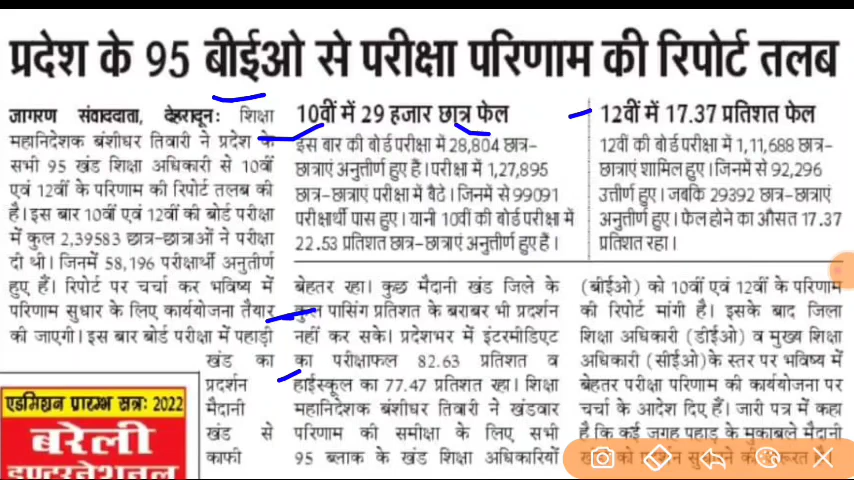 प्रदेश के 95 बीईओ से परीक्षा परिणाम की रिपोर्ट तलब
जागरण संवाददाता, देहरादून: शिक्षा
महानिदेशक बंशीधर तिवारी ने प्रदेश के
सभी 95 खंड शिक्षा अधिकारी से 10वीं
एवं 12वीं के परिणाम की रिपोर्ट तलब की
है। इस बार 10वीं एवं 12वीं की बोर्ड परीक्षा
में कुल 2,39583 छात्र-छात्राओं ने परीक्षा
दी थी। जिनमें 58,196 परीक्षार्थी अनुतीर्ण
हुए हैं। रिपोर्ट पर चर्चा कर भविष्य में
परिणाम सुधार के लिए कार्ययोजना तैयार
की जाएगी। इस बार बोर्ड परीक्षा में पहाड़ी
खंड का
प्रदर्शन
मैदानी
खंड से
काफी
एडमिशन प्रारम्भ सत्र: 2022
बरेली
इण्टरनेशनल
10वीं में 29 हजार छात्र फेल
इस बार की बोर्ड परीक्षा में 28,804 छात्र-
छात्राएं अनुतीर्ण हुए हैं। परीक्षा में 1,27,895
छात्र-छात्राएं परीक्षा में बैठे। जिनमें से 99091
परीक्षार्थी पास हुए। यानी 10वीं की बोर्ड परीक्षा में
22.53 प्रतिशत छात्र-छात्राएं अनुत्तीर्ण हुए है।
12वीं में 17.37 प्रतिशत फेल
12वीं की बोर्ड परीक्षा में 1,11,688 छात्र-
छात्राएं शामिल हुए। जिनमें से 92,296
उत्तीर्ण हुए। जबकि 29392 छात्र-छात्राएं
अनुतीर्ण हुए। फेल होने का औसत 17.37
प्रतिशत रहा।
बेहतर रहा। कुछ मैदानी खंड जिले के
कुल पासिंग प्रतिशत के बराबर भी प्रदर्शन
नहीं कर सके। प्रदेशभर में इंटरमीडिएट
का परीक्षाफल 82.63 प्रतिशत व
हाईस्कूल का 77.47 प्रतिशत रहा। शिक्षा
महानिदेशक बंशीधर तिवारी ने खंडवार
परिणाम की समीक्षा के लिए सभी
95 ब्लाक के खंड शिक्षा अधिकारियों
(बीईओ) को 10वीं एवं 12वीं के परिणाम
की रिपोर्ट मांगी है। इसके बाद जिला
शिक्षा अधिकारी (डीईओ) व मुख्य शिक्षा
अधिकारी (सीईओ)के स्तर पर भविष्य में
बेहतर परीक्षा परिणाम की कार्ययोजना पर
चर्चा के आदेश दिए हैं। जारी पत्र में कहा
है कि कई जगह पहाड़ के मुकाबले मैदानी
को